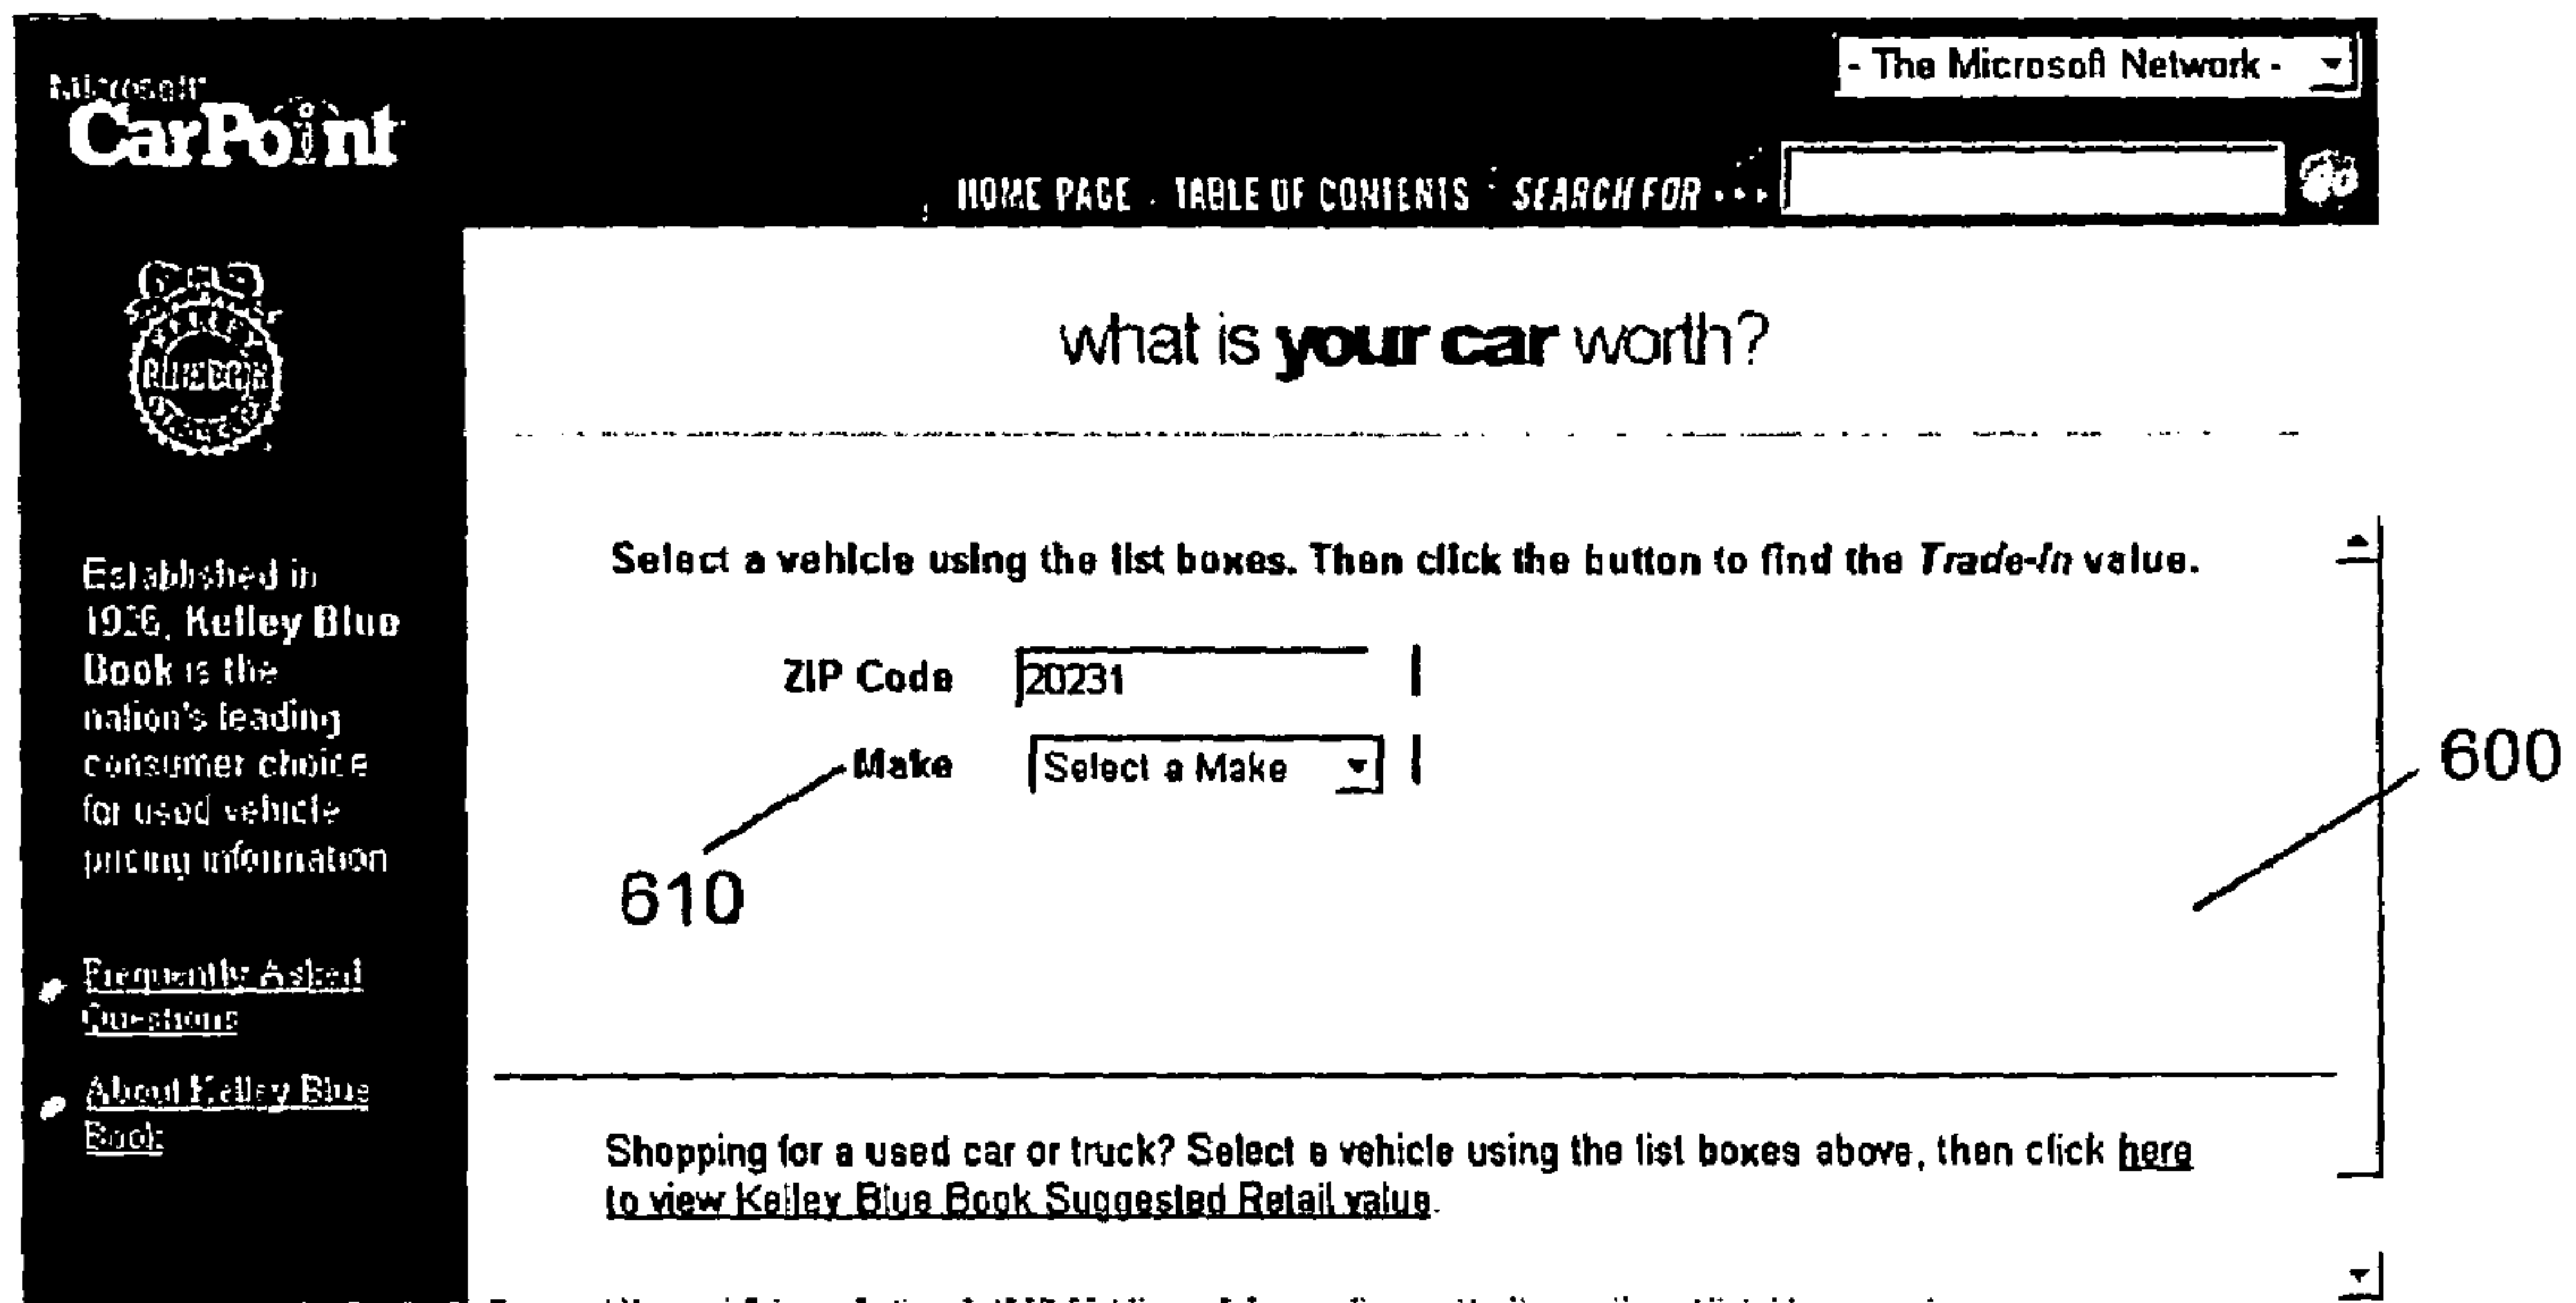 - The Microsoft Network -
Microsoft
CarPoint
HOME PAGE · TABLE OF CONTENTS · SEARCH FOR ...
what is your car worth?
Established in
1926, Kelley Blue
Book is the
nation's leading
consumer choice
for used vehicle
pricing information
Frequently Asked
Questions
About Kelley Blue
Book
Select a vehicle using the list boxes. Then click the button to find the Trade-In value.
ZIP Code 20231
Make Select a Make
610
600
Shopping for a used car or truck? Select a vehicle using the list boxes above, then click here
to view Kelley Blue Book Suggested Retail value.